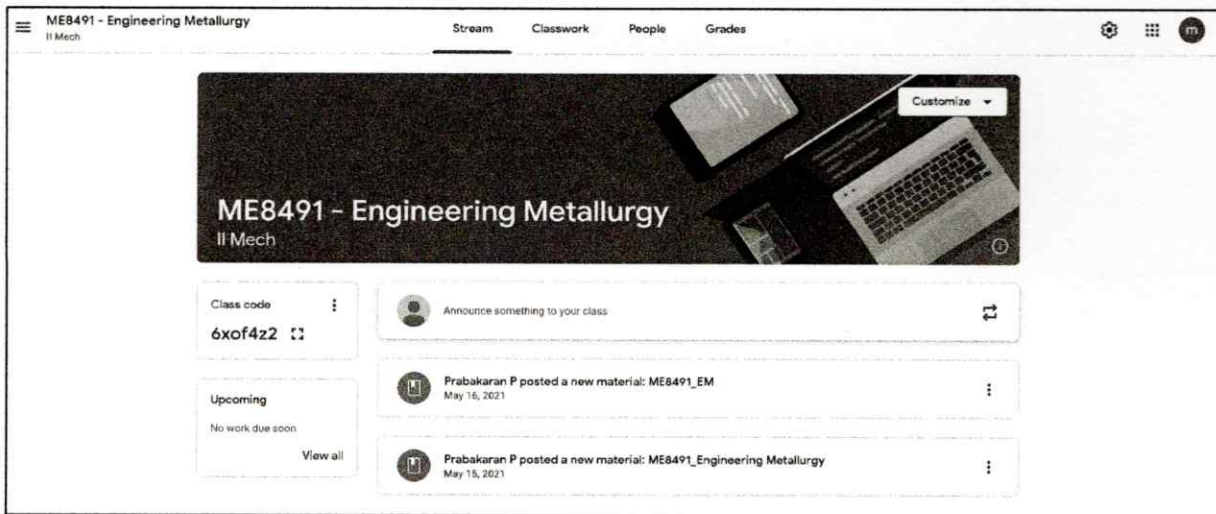 ME8491 - Engineering Metallurgy
II Mech
Stream Classwork People Grades
m
Customize
ME8491 - Engineering Metallurgy
II Mech
Class code
6xof4z2
Announce something to your class
Prabakaran P posted a new material: ME8491_EM
May 16, 2021
Upcoming
No work due soon
View all
Prabakaran P posted a new material: ME8491_Engineering Metallurgy
May 15, 2021